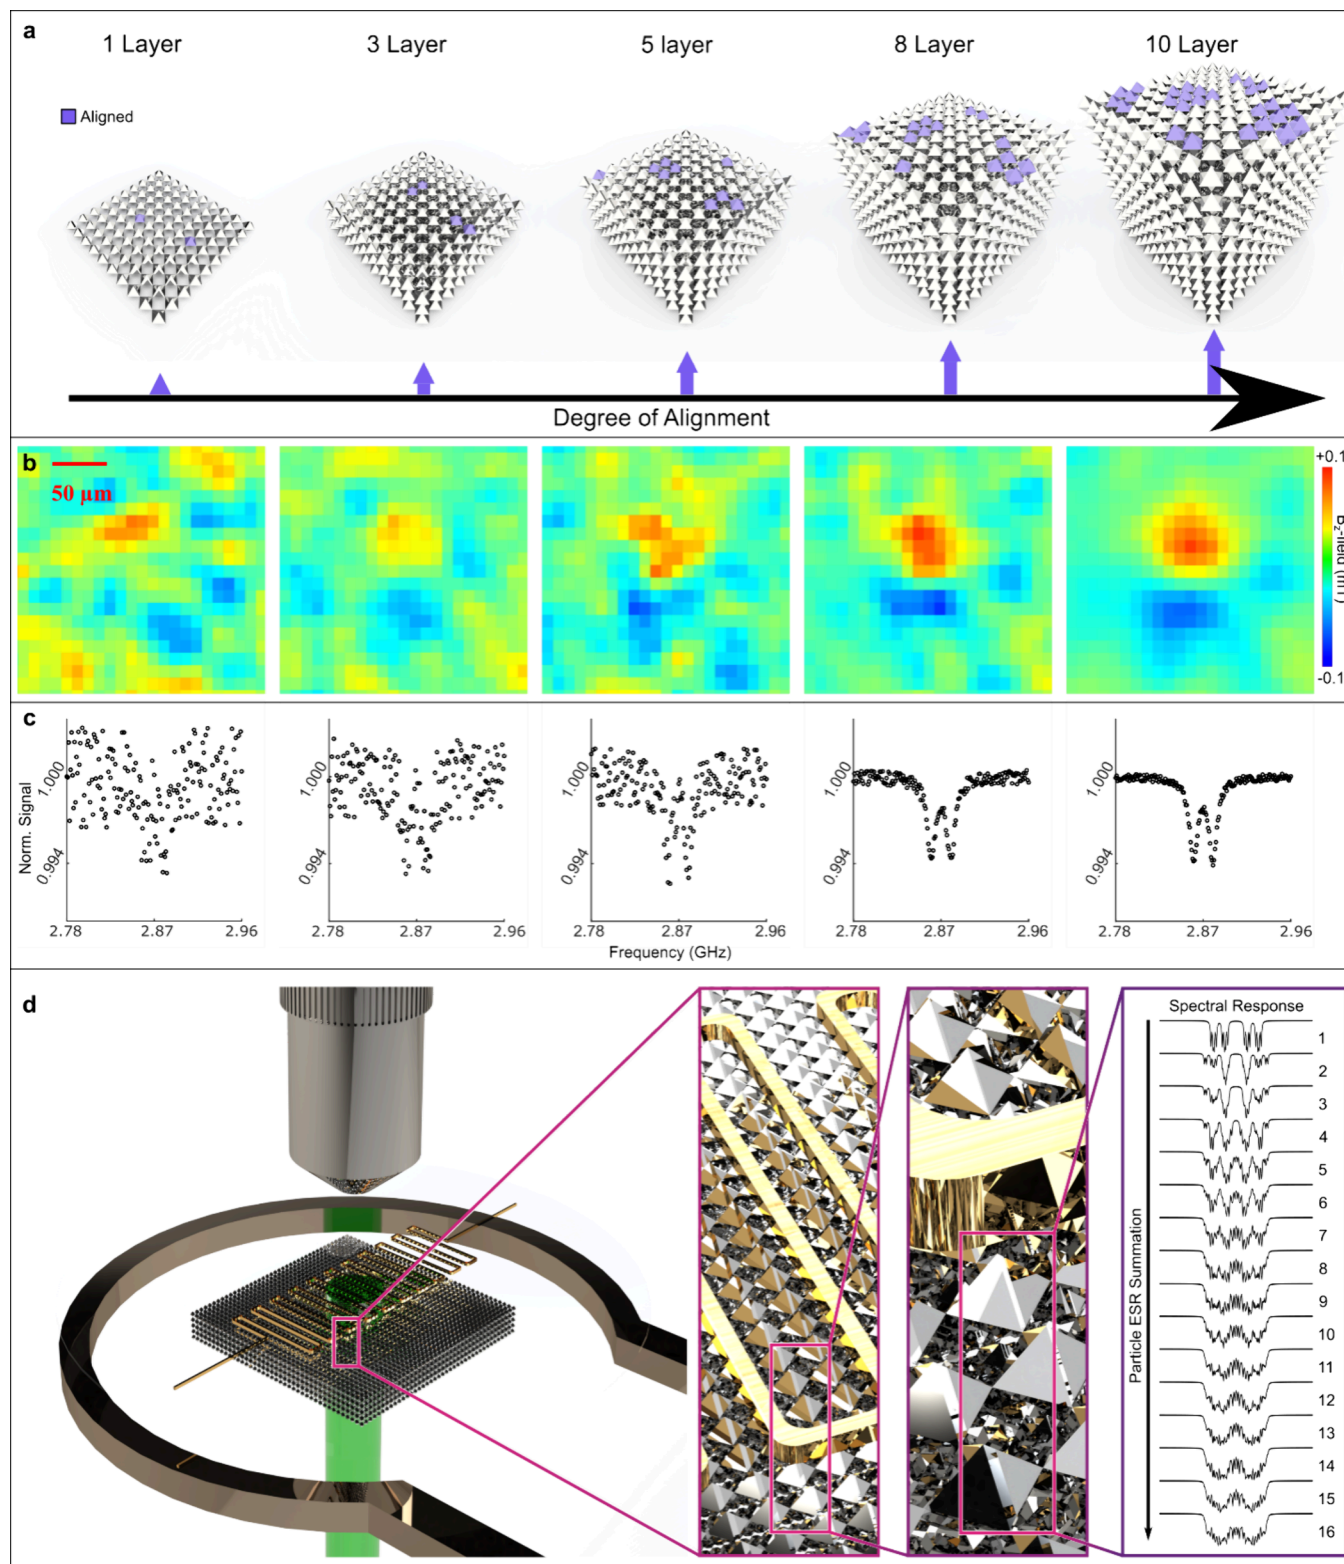 a
1 Layer
3 Layer
5 layer
8 Layer
10 Layer
Aligned
Degree of Alignment
b
50 µm
+0.1
Bz-field (mT)
-0.1
c
Norm. Signal
1.000
0.994
2.78
2.87
2.96
1.000
0.994
2.78
2.87
2.96
1.000
0.994
2.78
2.87
2.96
1.000
0.994
2.78
2.87
2.96
1.000
0.994
2.78
2.87
2.96
Frequency (GHz)
d
Spectral Response
Particle ESR Summation
1
2
3
4
5
6
7
8
9
10
11
12
13
14
15
16